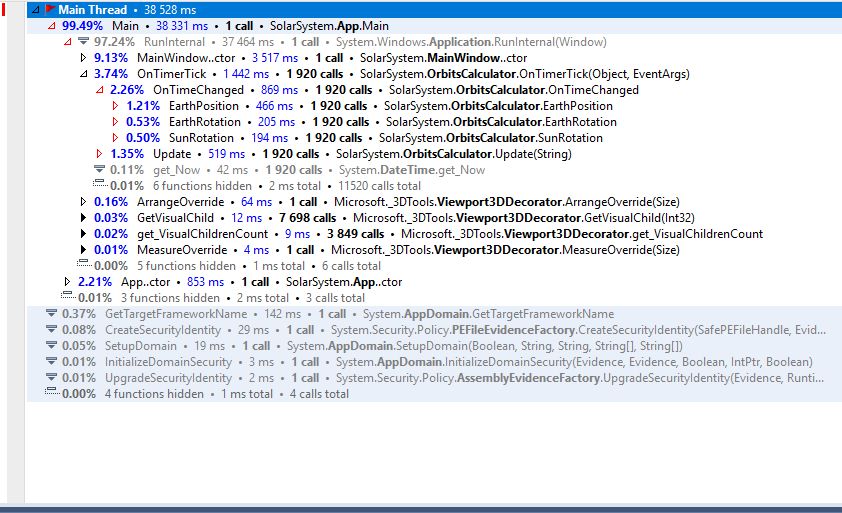 Main Thread • 38 528 ms
99.49% Main • 38 331 ms • 1 call • SolarSystem.App.Main
97.24% RunInternal • 37 464 ms • 1 call • System.Windows.Application.RunInternal(Window)
9.13% MainWindow..ctor • 3 517 ms • 1 call • SolarSystem.MainWindow..ctor
3.74% OnTimerTick • 1 442 ms • 1 920 calls • SolarSystem.OrbitsCalculator.OnTimerTick(Object, EventArgs)
2.26% OnTimeChanged • 869 ms • 1 920 calls • SolarSystem.OrbitsCalculator.OnTimeChanged
1.21% EarthPosition • 466 ms • 1 920 calls • SolarSystem.OrbitsCalculator.EarthPosition
0.53% EarthRotation • 205 ms • 1 920 calls • SolarSystem.OrbitsCalculator.EarthRotation
0.50% SunRotation • 194 ms • 1 920 calls • SolarSystem.OrbitsCalculator.SunRotation
1.35% Update • 519 ms • 1 920 calls • SolarSystem.OrbitsCalculator.Update(String)
0.11% get_Now • 42 ms • 1 920 calls • System.DateTime.get_Now
0.01% 6 functions hidden • 2 ms total • 11520 calls total
0.16% ArrangeOverride • 64 ms • 1 call • Microsoft._3DTools.Viewport3DDecorator.ArrangeOverride(Size)
0.03% GetVisualChild • 12 ms • 7 698 calls • Microsoft._3DTools.Viewport3DDecorator.GetVisualChild(Int32)
0.02% get_VisualChildrenCount • 9 ms • 3 849 calls • Microsoft._3DTools.Viewport3DDecorator.get_VisualChildrenCount
0.01% MeasureOverride • 4 ms • 1 call • Microsoft._3DTools.Viewport3DDecorator.MeasureOverride(Size)
0.00% 5 functions hidden • 1 ms total • 6 calls total
2.21% App..ctor • 853 ms • 1 call • SolarSystem.App..ctor
0.01% 3 functions hidden • 2 ms total • 3 calls total
0.37% GetTargetFrameworkName • 142 ms • 1 call • System.AppDomain.GetTargetFrameworkName
0.08% CreateSecurityIdentity • 29 ms • 1 call • System.Security.Policy.PEFileEvidenceFactory.CreateSecurityIdentity(SafePEFileHandle, Evid...
0.05% SetupDomain • 19 ms • 1 call • System.AppDomain.SetupDomain(Boolean, String, String, String[], String[])
0.01% InitializeDomainSecurity • 3 ms • 1 call • System.AppDomain.InitializeDomainSecurity(Evidence, Evidence, Boolean, IntPtr, Boolean)
0.01% UpgradeSecurityIdentity • 2 ms • 1 call • System.Security.Policy.AssemblyEvidenceFactory.UpgradeSecurityIdentity(Evidence, Runti...
0.00% 4 functions hidden • 1 ms total • 4 calls total